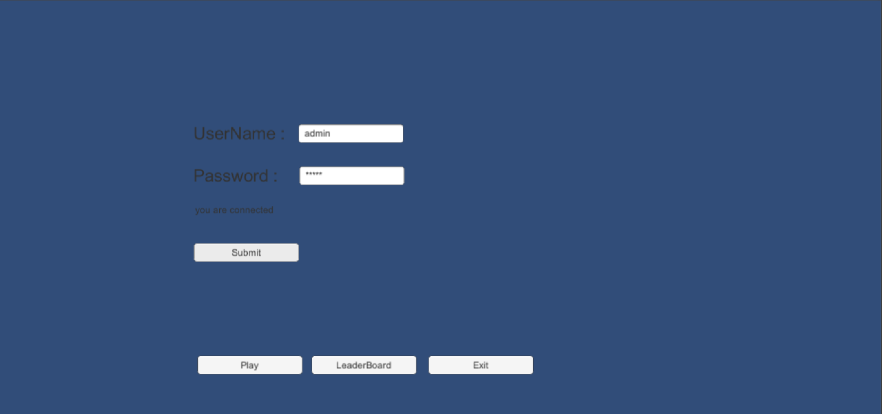 UserName : admin
Password : *****
you are connected
Submit
Play LeaderBoard Exit